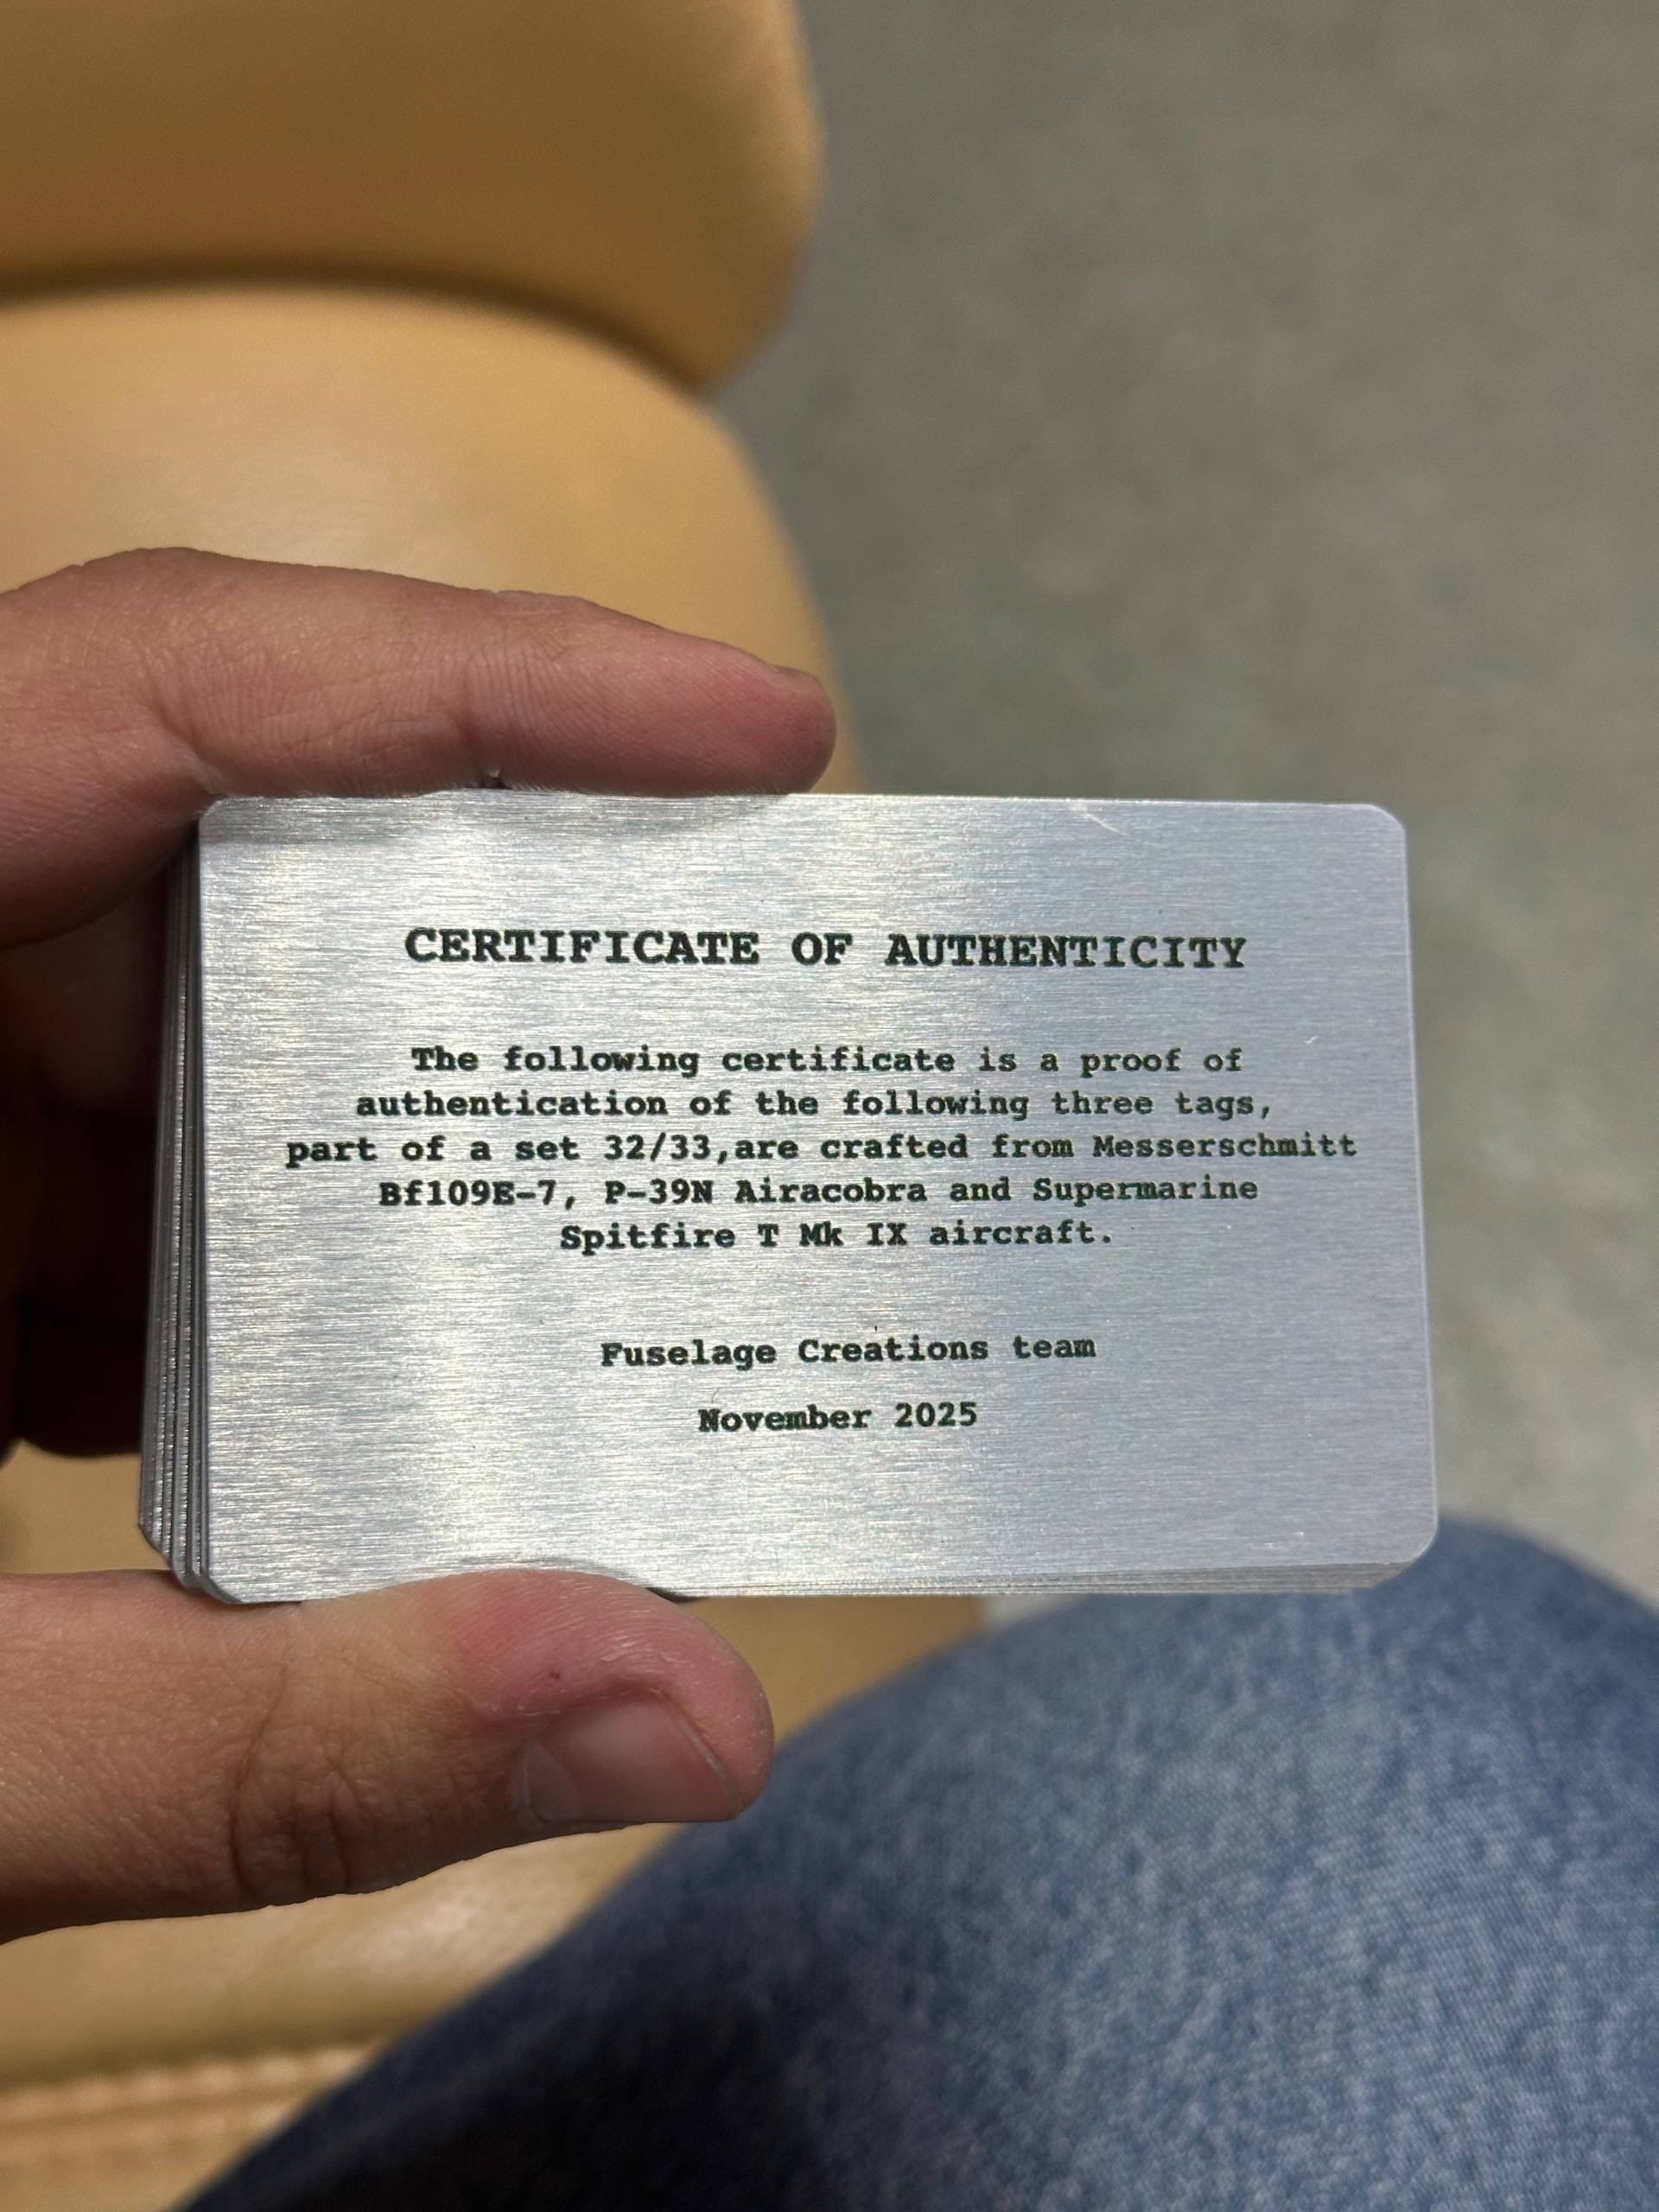 CERTIFICATE OF AUTHENTICITY
The following certificate is a proof of
authentication of the following three tags,
part of a set 32/33,are crafted from Messerschmitt
Bf109E-7, P-39N Airacobra and Supermarine
Spitfire T Mk IX aircraft.
Fuselage Creations team
November 2025